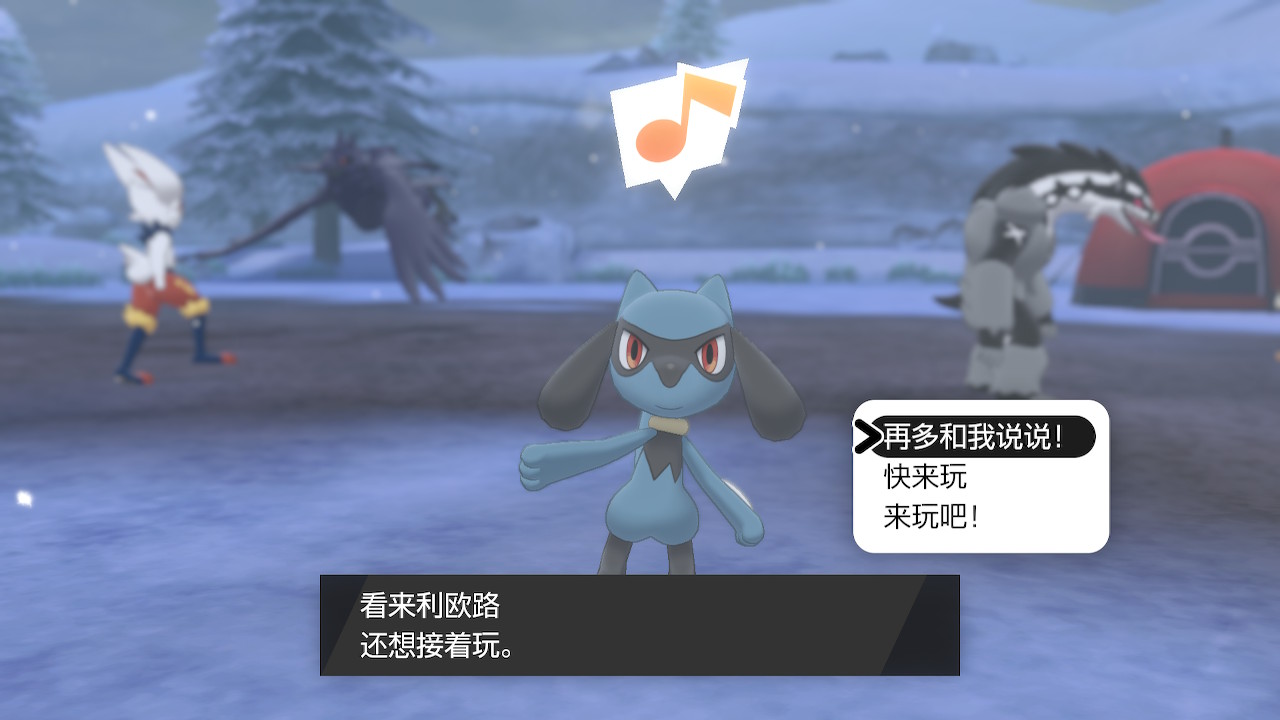 再多和我说说！
快来玩
来玩吧！
看来利欧路
还想接着玩。